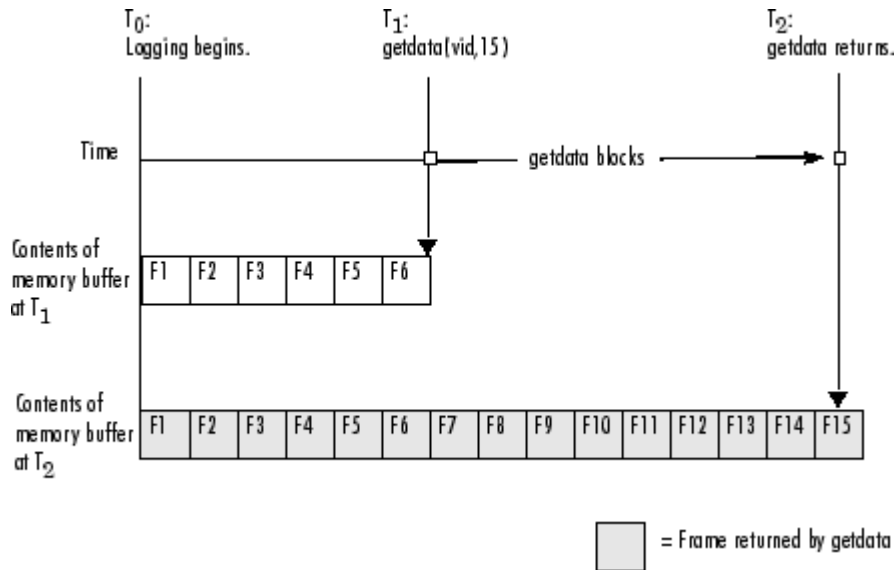 T0:
Logging begins.
T1:
getdata(vid,15)
T2:
getdata returns.
Time
getdata blocks
Contents of
memory buffer
at T1
F1 F2 F3 F4 F5 F6
Contents of
memory buffer
at T2
F1 F2 F3 F4 F5 F6 F7 F8 F9 F10 F11 F12 F13 F14 F15
= Frame returned by getdata